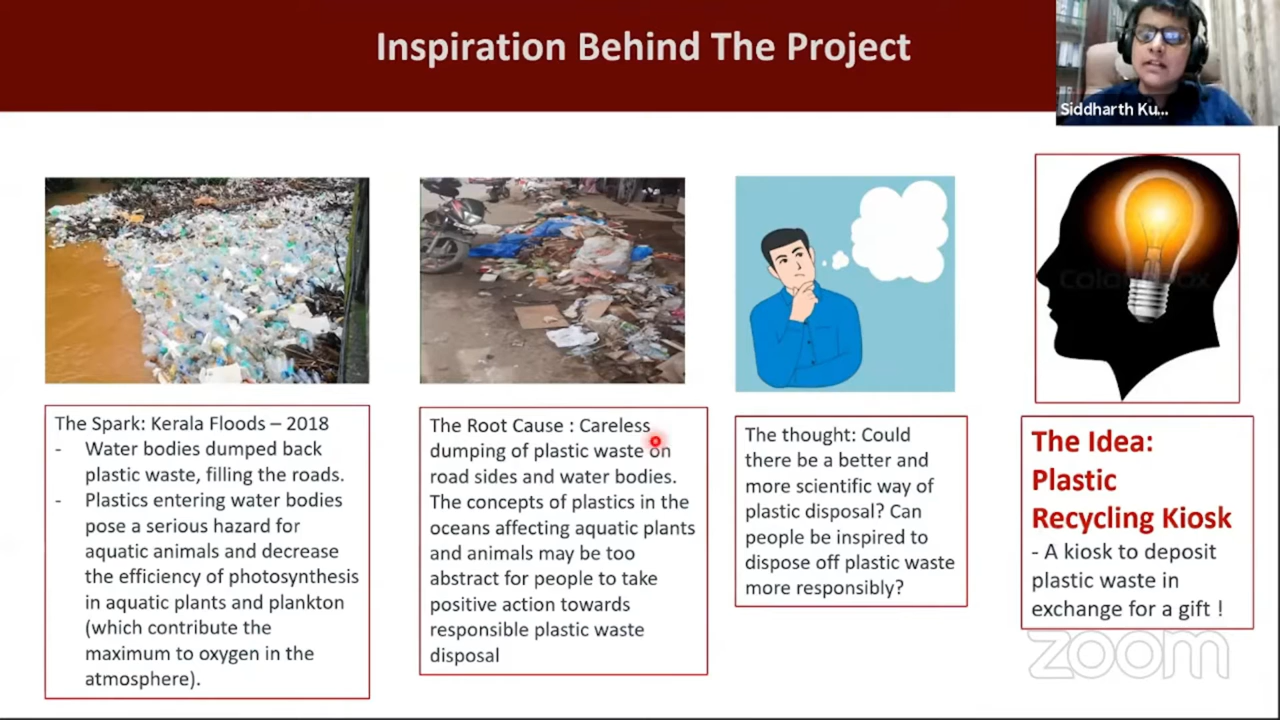 Inspiration Behind The Project
Siddharth Ku...
The Spark: Kerala Floods – 2018
- Water bodies dumped back
plastic waste, filling the roads.
- Plastics entering water bodies
pose a serious hazard for
aquatic animals and decrease
the efficiency of photosynthesis
in aquatic plants and plankton
(which contribute the
maximum to oxygen in the
atmosphere).
The Root Cause : Careless
dumping of plastic waste on
road sides and water bodies.
The concepts of plastics in the
oceans affecting aquatic plants
and animals may be too
abstract for people to take
positive action towards
responsible plastic waste
disposal
The thought: Could
there be a better and
more scientific way of
plastic disposal? Can
people be inspired to
dispose off plastic waste
more responsibly?
The Idea:
Plastic
Recycling Kiosk
- A kiosk to deposit
plastic waste in
exchange for a gift !
zoom